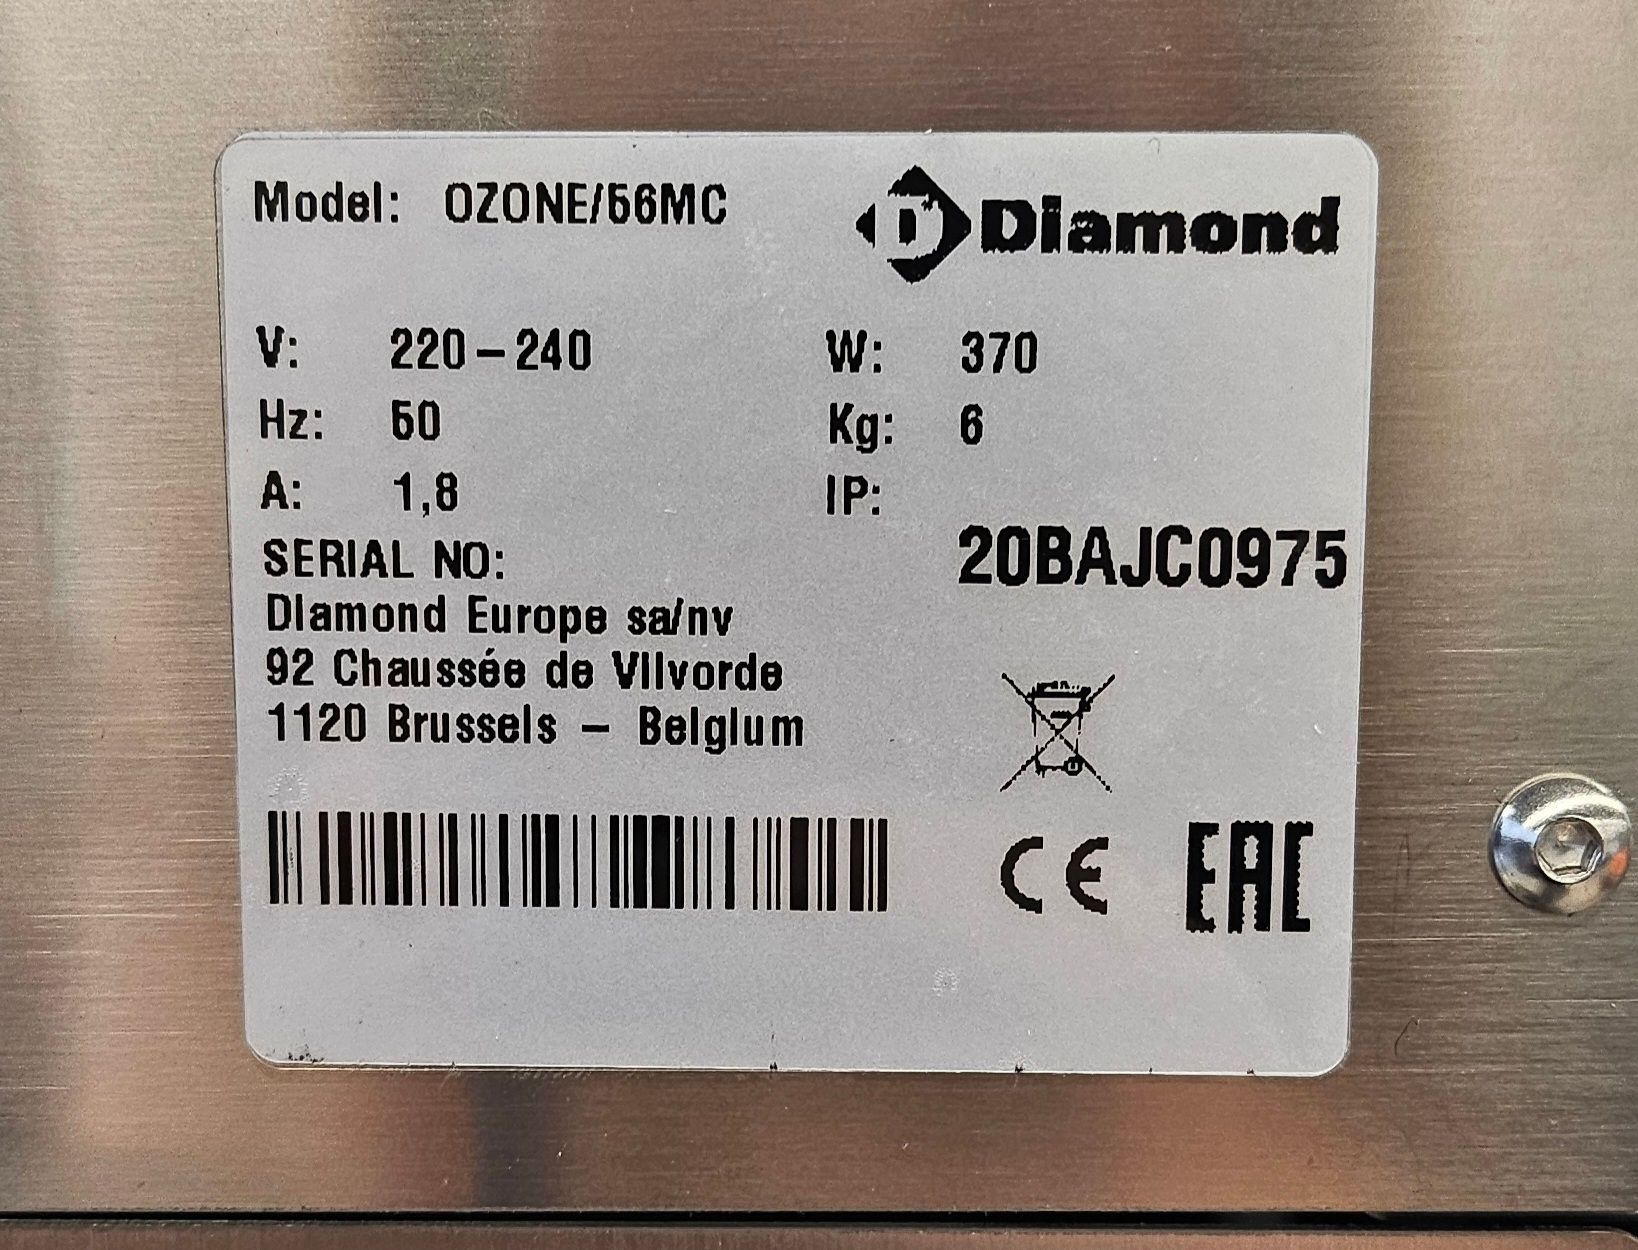 Model: OZONE/56MC
Diamond
V: 220-240
W: 370
Hz: 50
Kg: 6
A: 1,8
IP:
SERIAL NO: 20BAJC0975
Diamond Europe sa/nv
92 Chaussée de Vilvorde
1120 Brussels - Belgium
CE EAC